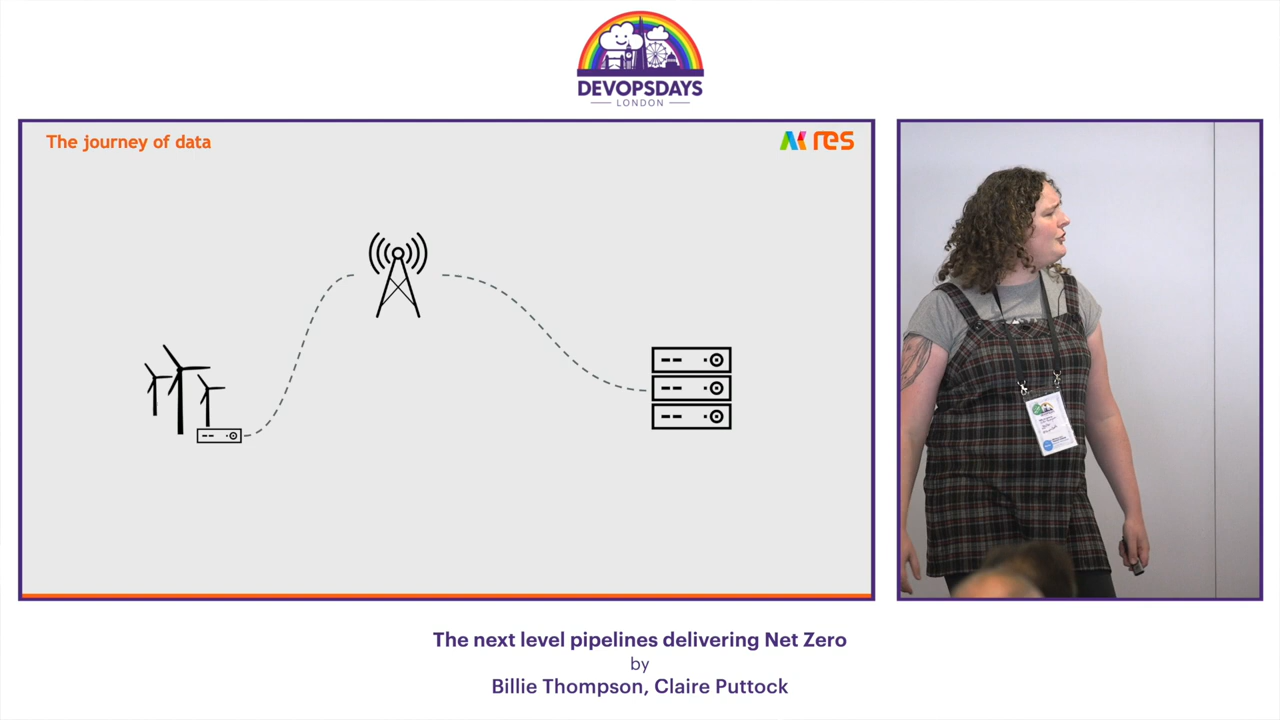 DEVOPSDAYS
LONDON
The journey of data
res
The next level pipelines delivering Net Zero
by
Billie Thompson, Claire Puttock